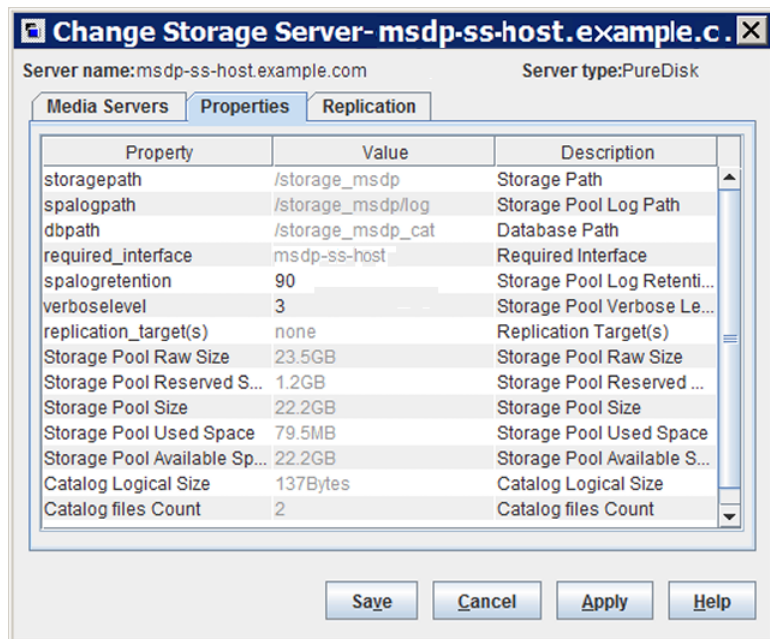 Change Storage Server- msdp-ss-host.example.c.
Server name:msdp-ss-host.example.com Server type:PureDisk
Media Servers Properties Replication
Property Value Description
storagepath /storage_msdp Storage Path
spalogpath /storage_msdp/log Storage Pool Log Path
dbpath /storage_msdp_cat Database Path
required_interface msdp-ss-host Required Interface
spalogretention 90 Storage Pool Log Retenti...
verboselevel 3 Storage Pool Verbose Le...
replication_target(s) none Replication Target(s)
Storage Pool Raw Size 23.5GB Storage Pool Raw Size
Storage Pool Reserved S... 1.2GB Storage Pool Reserved ...
Storage Pool Size 22.2GB Storage Pool Size
Storage Pool Used Space 79.5MB Storage Pool Used Space
Storage Pool Available Sp... 22.2GB Storage Pool Available S...
Catalog Logical Size 137Bytes Catalog Logical Size
Catalog files Count 2 Catalog files Count
Save Cancel Apply Help